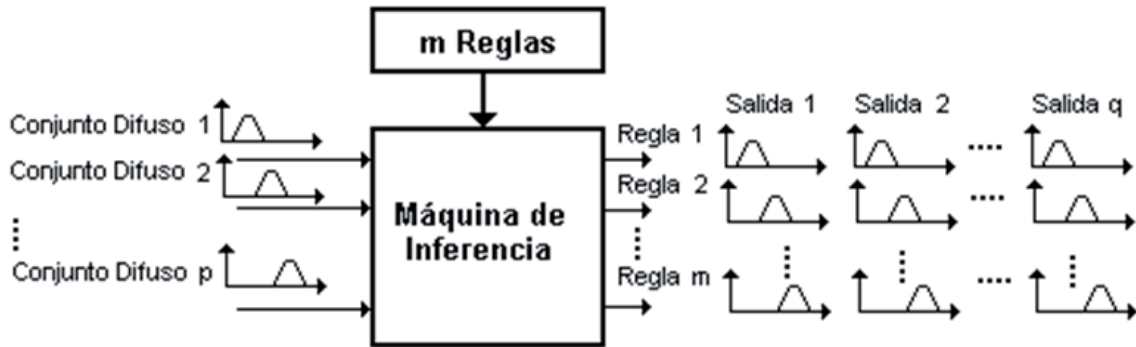 m Reglas
Salida 1 Salida 2 Salida q
Conjunto Difuso 1
Regla 1
Conjunto Difuso 2
Regla 2
Máquina de
Inferencia
Conjunto Difuso p
Regla m